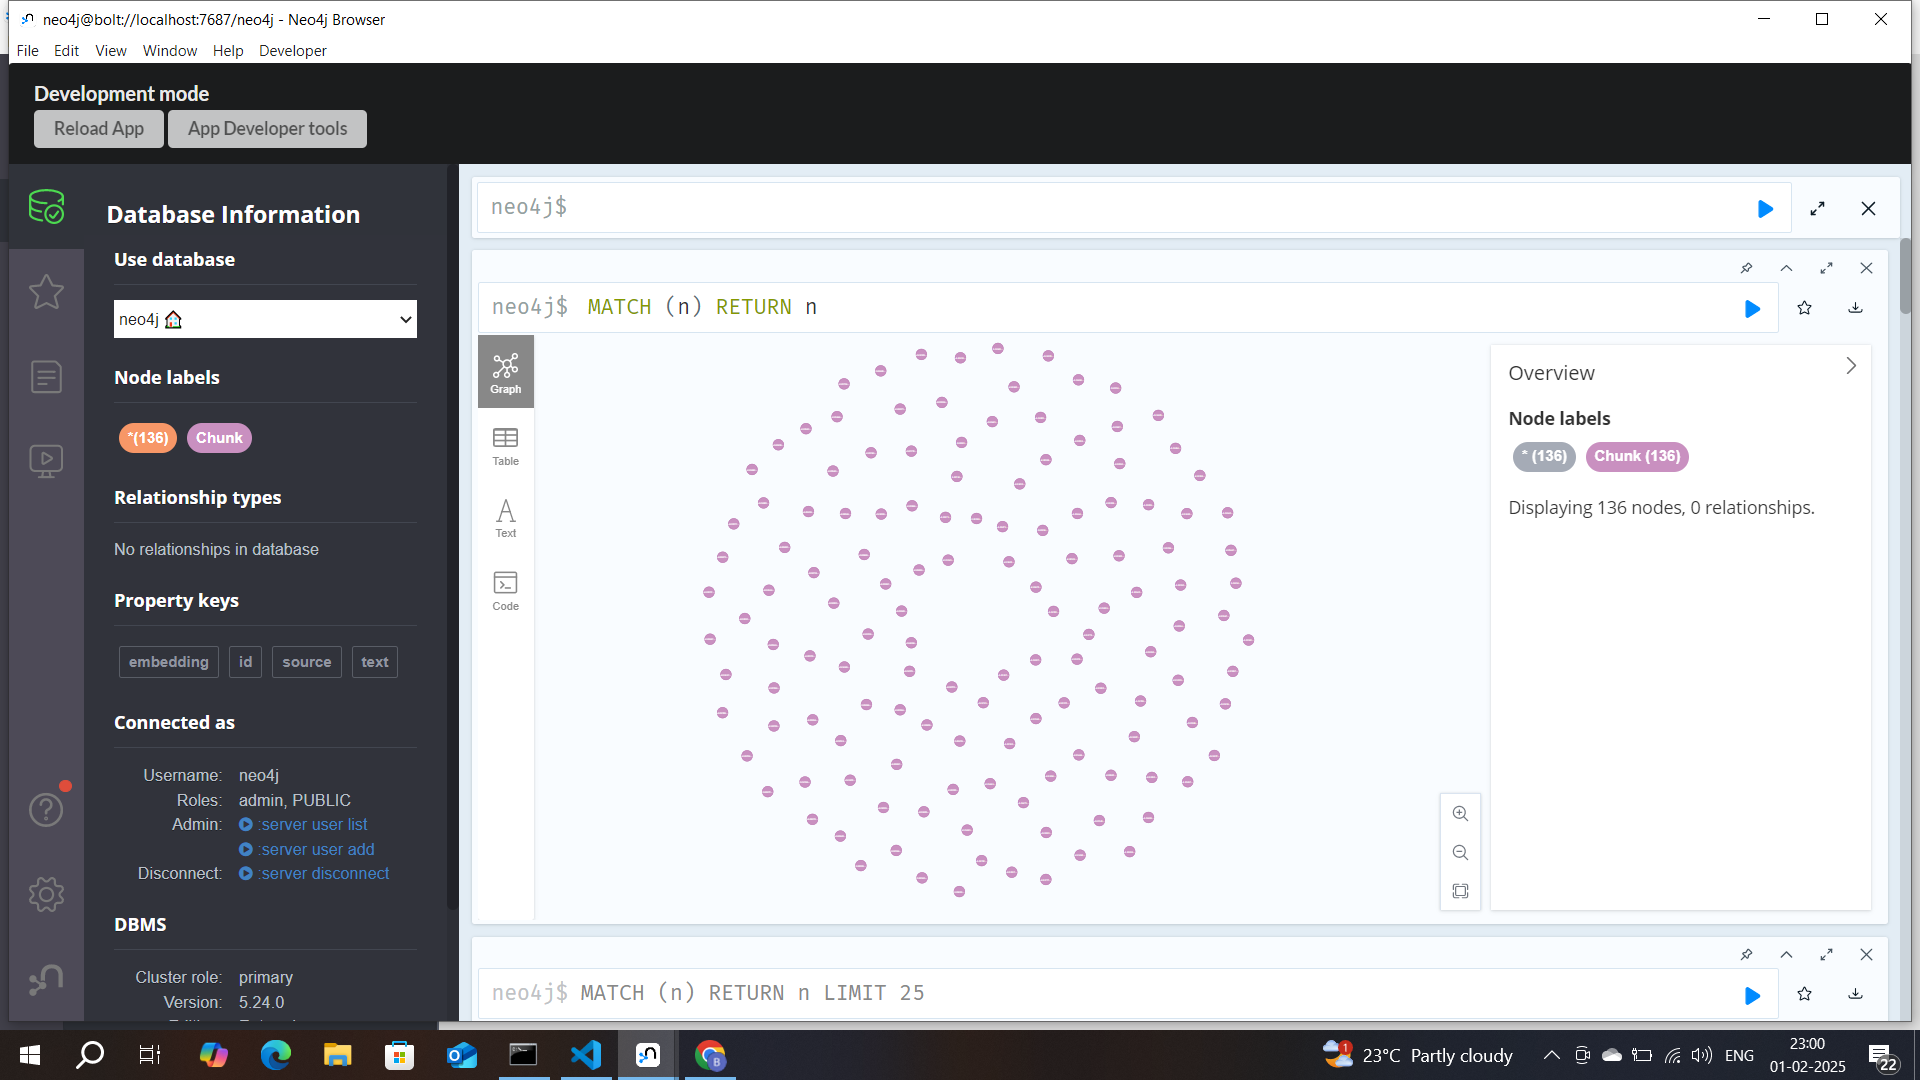 neo4j@bolt://localhost:7687/neo4j - Neo4j Browser
File Edit View Window Help Developer
Development mode
Reload App App Developer tools
Database Information
Use database
neo4j
Node labels
*(136) Chunk
Relationship types
No relationships in database
Property keys
embedding id source text
Connected as
Username: neo4j
Roles: admin, PUBLIC
Admin: :server user list
:server user add
Disconnect: :server disconnect
DBMS
Cluster role: primary
Version: 5.24.0
neo4j$
neo4j$ MATCH (n) RETURN n
Graph
Table
Text
Code
Overview
Node labels
* (136) Chunk (136)
Displaying 136 nodes, 0 relationships.
neo4j$ MATCH (n) RETURN n LIMIT 25
1
23°C Partly cloudy
ENG
23:00
01-02-2025
22
B